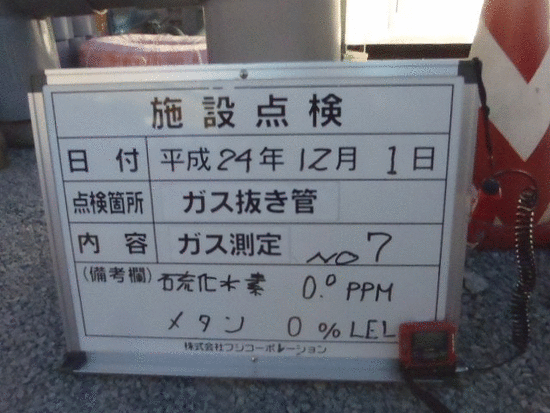 施設点検
日付 平成24年12月1日
点検箇所 ガス抜き管
内容 ガス測定 NO7
(備考欄) 硫化水素 0.0 PPM
メタン 0 % LEL
株式会社フジコーポレーション